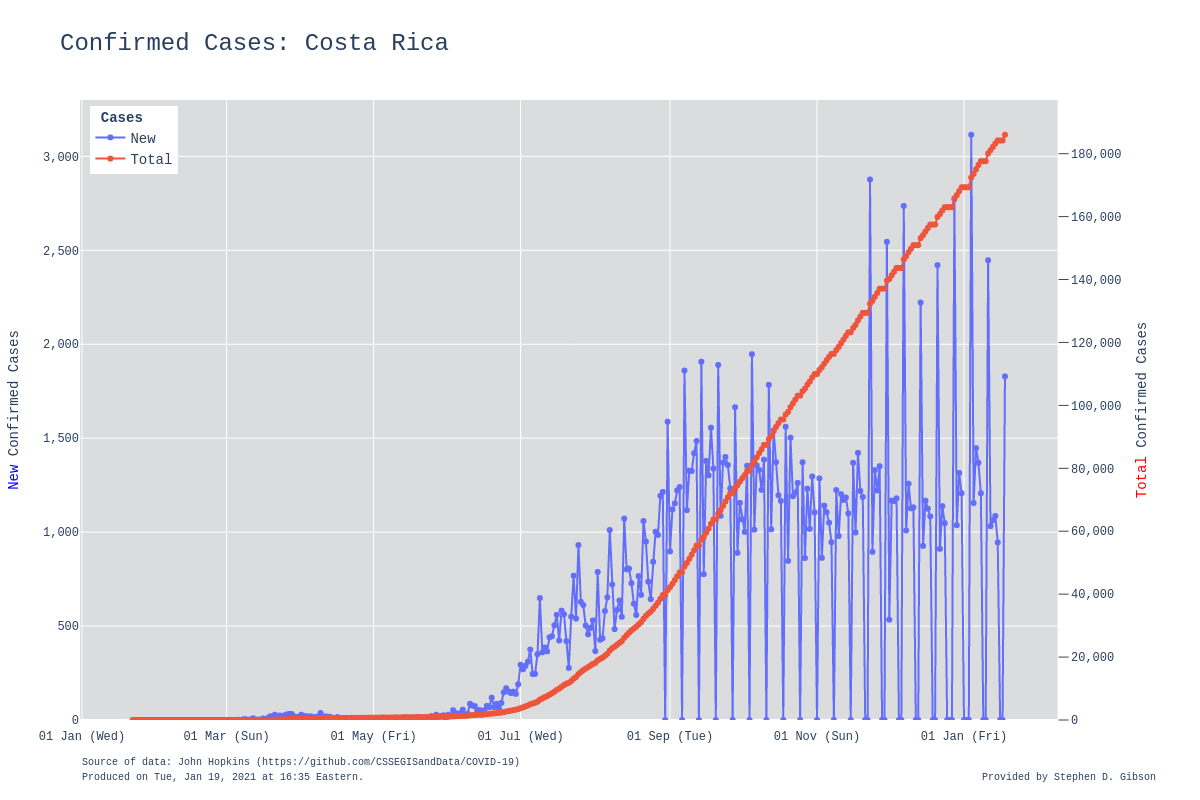 Confirmed Cases: Costa Rica
Cases
New
Total
3,000
2,500
2,000
1,500
1,000
500
0
New Confirmed Cases
180,000
160,000
140,000
120,000
100,000
80,000
60,000
40,000
20,000
0
Total Confirmed Cases
01 Jan (Wed) 01 Mar (Sun) 01 May (Fri) 01 Jul (Wed) 01 Sep (Tue) 01 Nov (Sun) 01 Jan (Fri)
Source of data: John Hopkins (https://github.com/CSSEGISandData/COVID-19)
Produced on Tue, Jan 19, 2021 at 16:35 Eastern.
Provided by Stephen D. Gibson